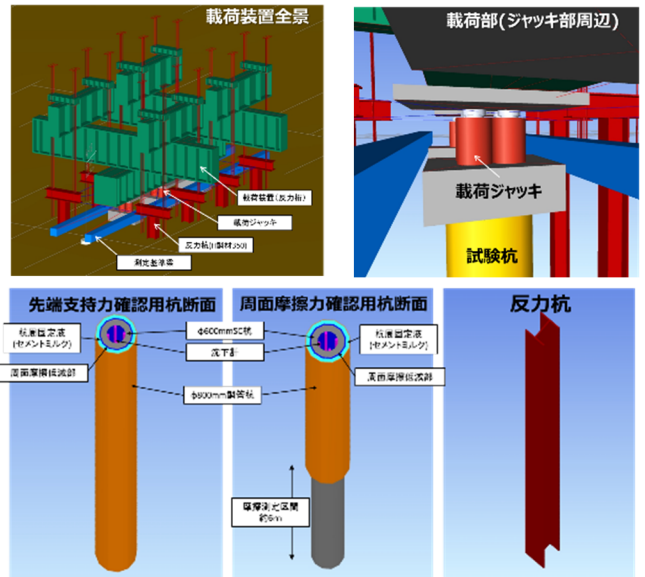 載荷装置全景
載荷装置(反力桁)
載荷ジャッキ
反力杭(H鋼材350)
測定基準梁
載荷部(ジャッキ部周辺)
載荷ジャッキ
試験杭
先端支持力確認用杭断面
杭周固定液
(セメントミルク)
周面摩擦低減部
周面摩擦力確認用杭断面
φ600mmSC杭
沈下計
φ800mm鋼管杭
杭周固定液
(セメントミルク)
周面摩擦低減部
摩擦測定区間
約6m
反力杭